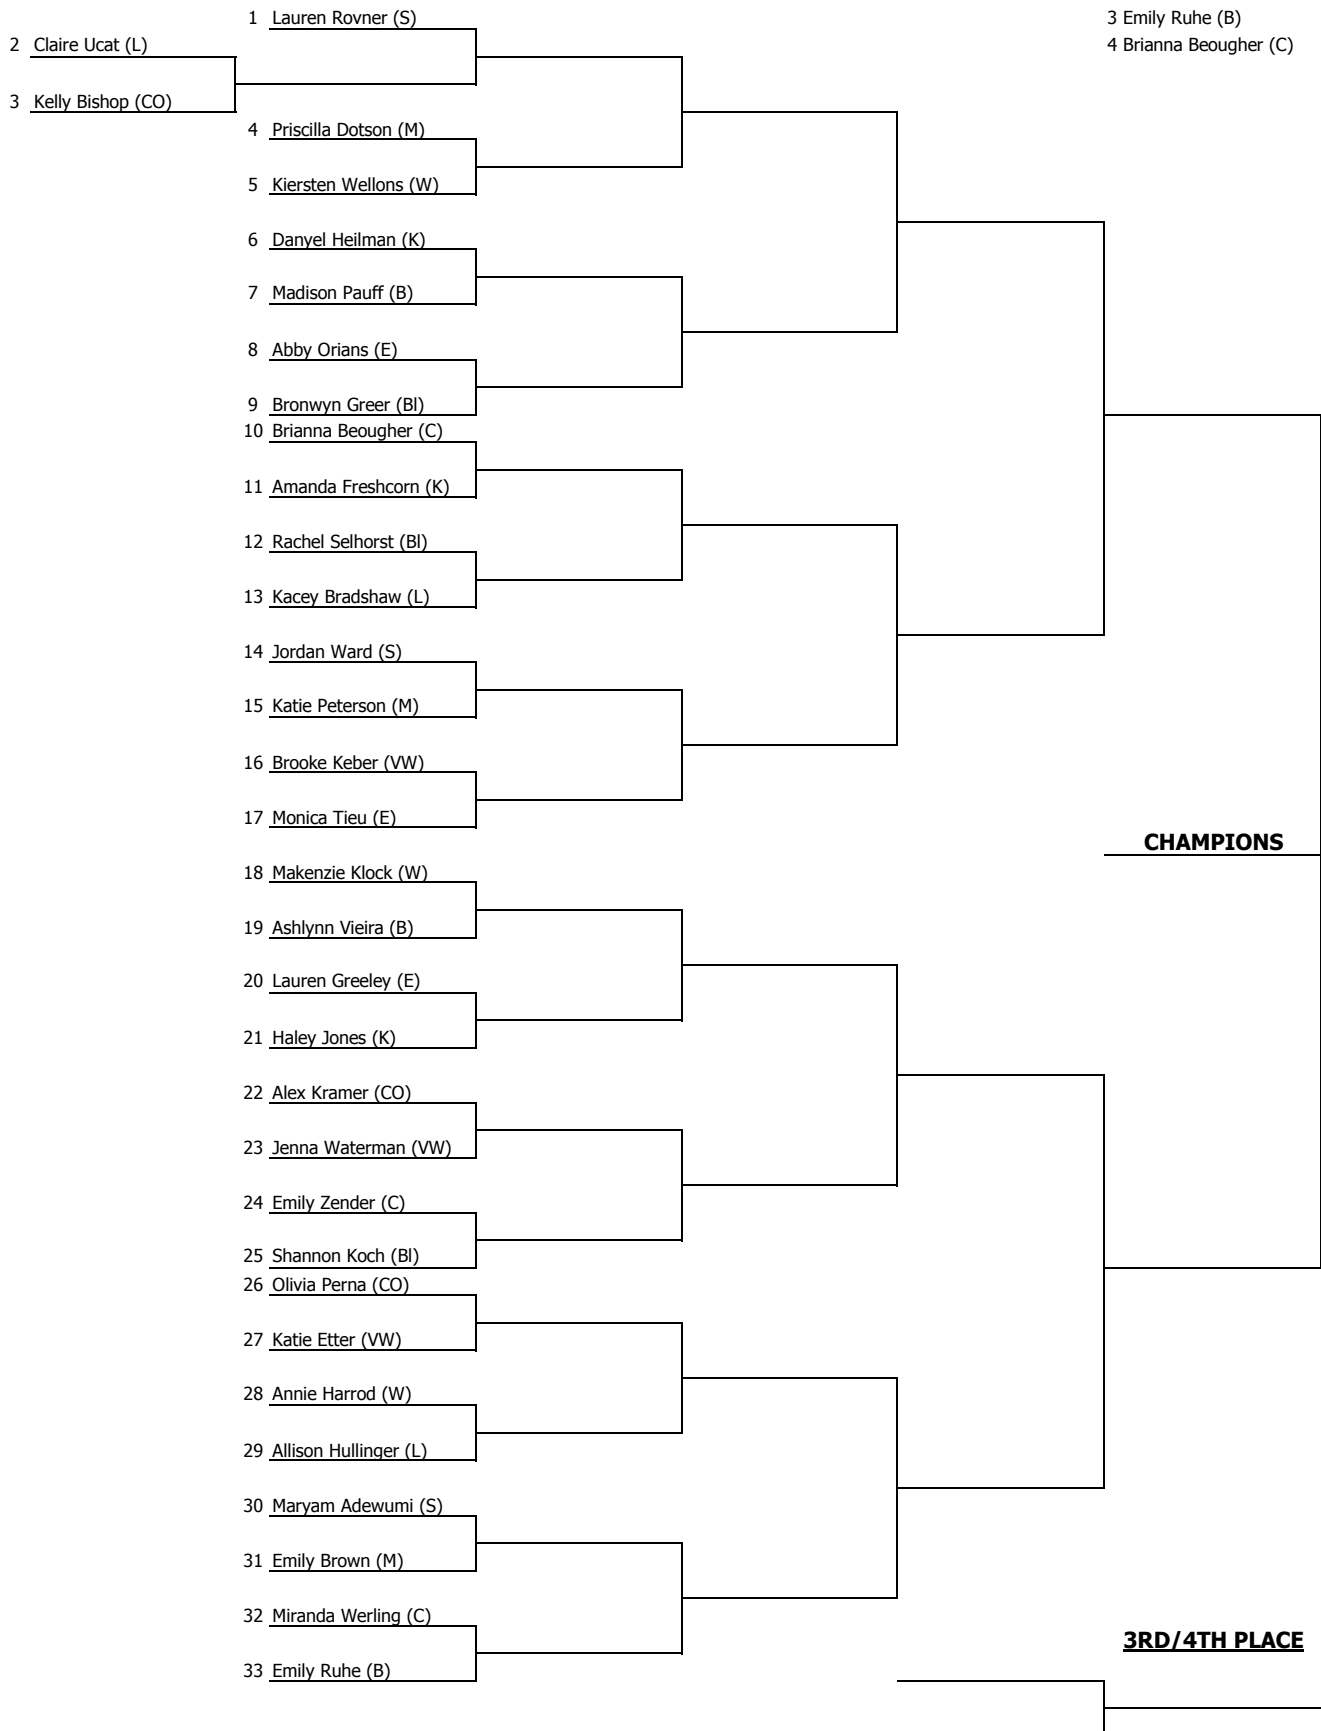 1 Lauren Rovner (S)
3 Emily Ruhe (B)
2 Claire Ucat (L)
4 Brianna Beougher (C)
3 Kelly Bishop (CO)
4 Priscilla Dotson (M)
5 Kiersten Wellons (W)
6 Danyel Heilman (K)
7 Madison Pauff (B)
8 Abby Orians (E)
9 Bronwyn Greer (Bl)
10 Brianna Beougher (C)
11 Amanda Freshcorn (K)
12 Rachel Selhorst (Bl)
13 Kacey Bradshaw (L)
14 Jordan Ward (S)
15 Katie Peterson (M)
16 Brooke Keber (VW)
17 Monica Tieu (E)
CHAMPIONS
18 Makenzie Klock (W)
19 Ashlynn Vieira (B)
20 Lauren Greeley (E)
21 Haley Jones (K)
22 Alex Kramer (CO)
23 Jenna Waterman (VW)
24 Emily Zender (C)
25 Shannon Koch (Bl)
26 Olivia Perna (CO)
27 Katie Etter (VW)
28 Annie Harrod (W)
29 Allison Hullinger (L)
30 Maryam Adewumi (S)
31 Emily Brown (M)
32 Miranda Werling (C)
3RD/4TH PLACE
33 Emily Ruhe (B)